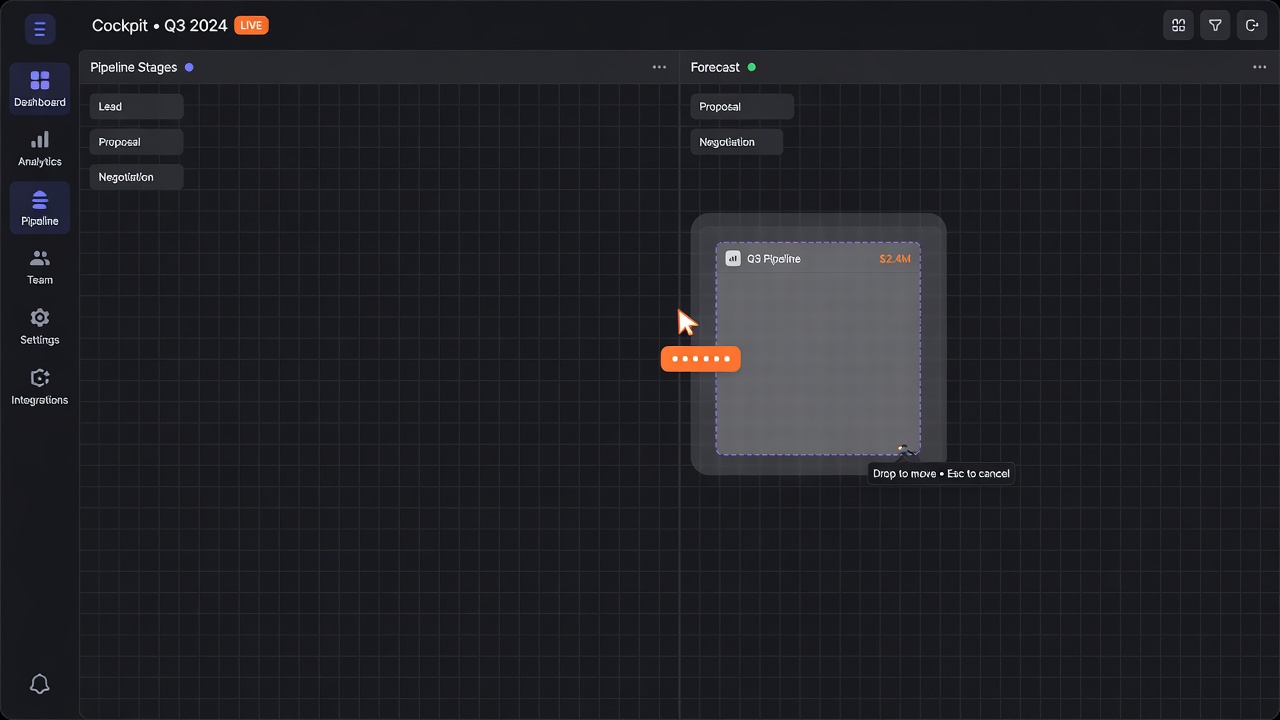 Cockpit • Q3 2024 LIVE
Pipeline Stages
Forecast
Dashboard
Analytics
Pipeline
Team
Settings
Integrations
Lead
Proposal
Negotiation
Proposal
Negotiation
Q3 Pipeline $2.4M
Drop to move • Esc to cancel